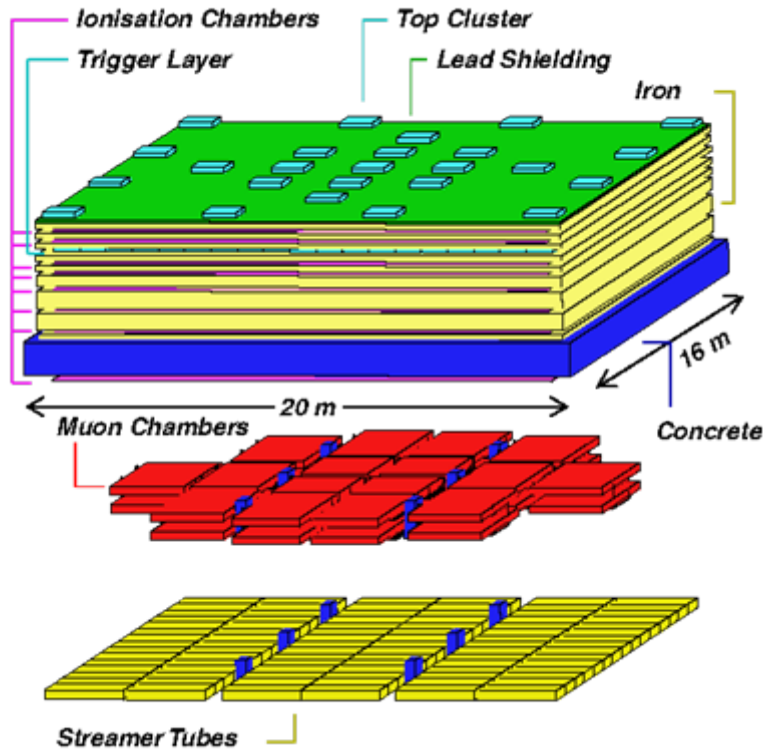 Ionisation Chambers
Top Cluster
Trigger Layer
Lead Shielding
Iron
16 m
20 m
Muon Chambers
Concrete
Streamer Tubes